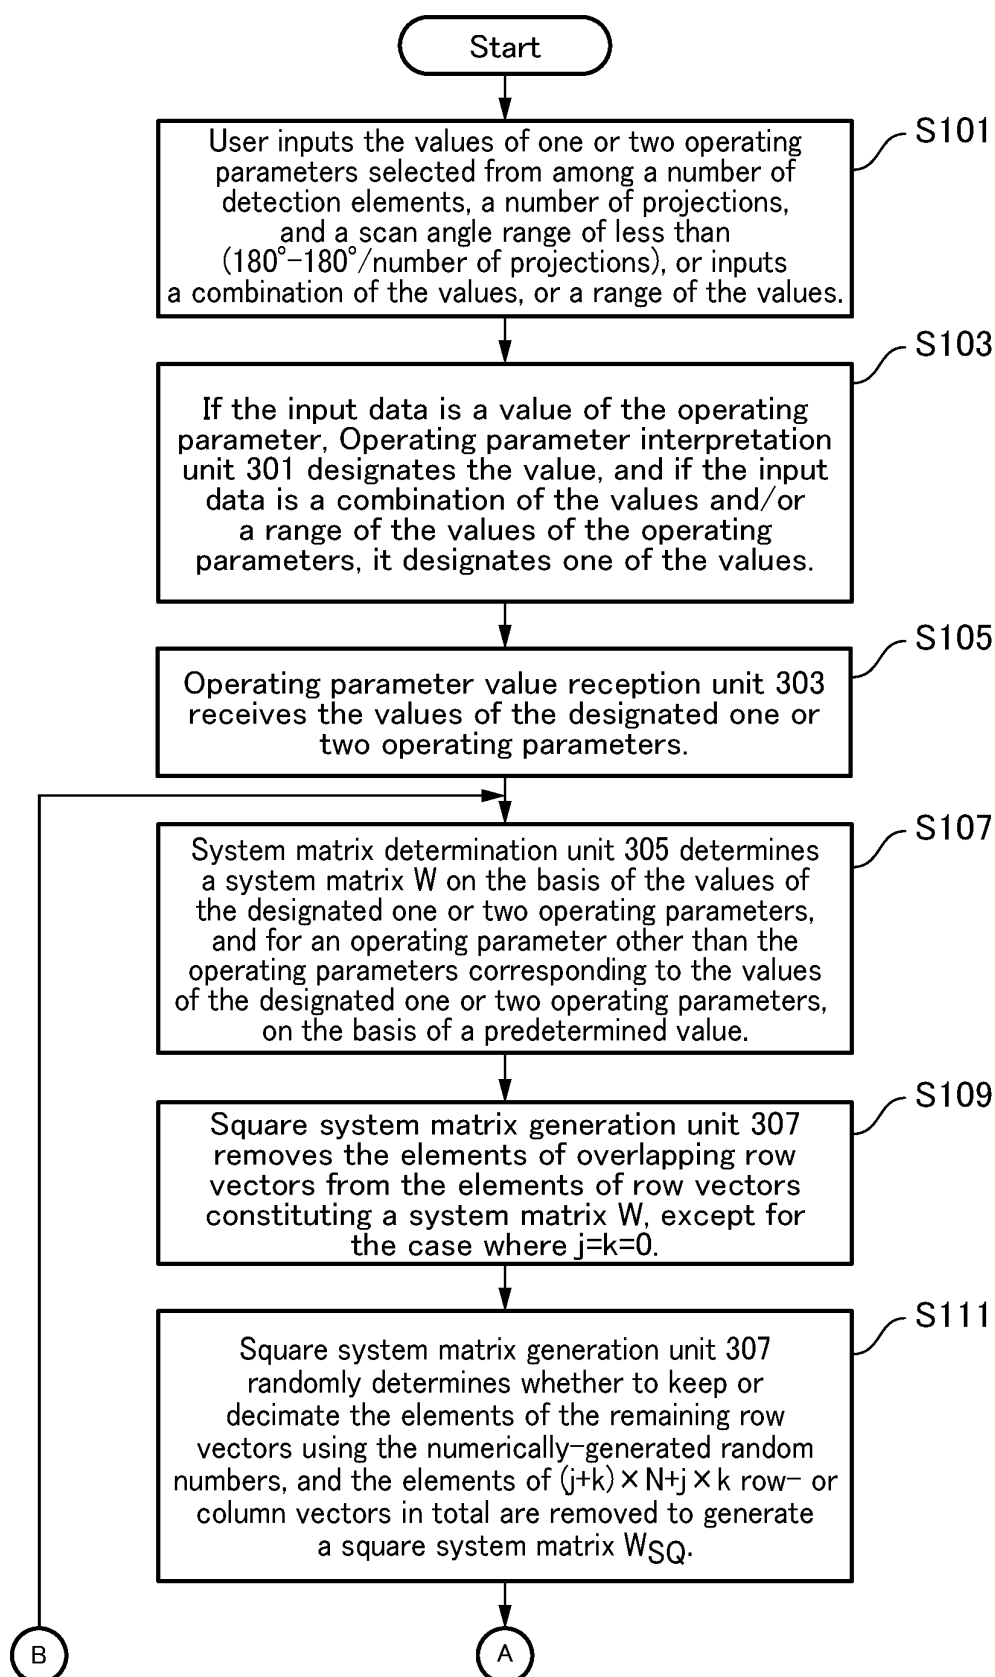 Start
S101
User inputs the values of one or two operating
parameters selected from among a number of
detection elements, a number of projections,
and a scan angle range of less than
(180°-180°/number of projections), or inputs
a combination of the values, or a range of the values.
S103
If the input data is a value of the operating
parameter, Operating parameter interpretation
unit 301 designates the value, and if the input
data is a combination of the values and/or
a range of the values of the operating
parameters, it designates one of the values.
S105
Operating parameter value reception unit 303
receives the values of the designated one or
two operating parameters.
S107
System matrix determination unit 305 determines
a system matrix W on the basis of the values of
the designated one or two operating parameters,
and for an operating parameter other than the
operating parameters corresponding to the values
of the designated one or two operating parameters,
on the basis of a predetermined value.
S109
Square system matrix generation unit 307
removes the elements of overlapping row
vectors from the elements of row vectors
constituting a system matrix W, except for
the case where j=k=0.
S111
Square system matrix generation unit 307
randomly determines whether to keep or
decimate the elements of the remaining row
vectors using the numerically-generated random
numbers, and the elements of (j+k)×N+j×k row- or
column vectors in total are removed to generate
a square system matrix WSQ.
B
A